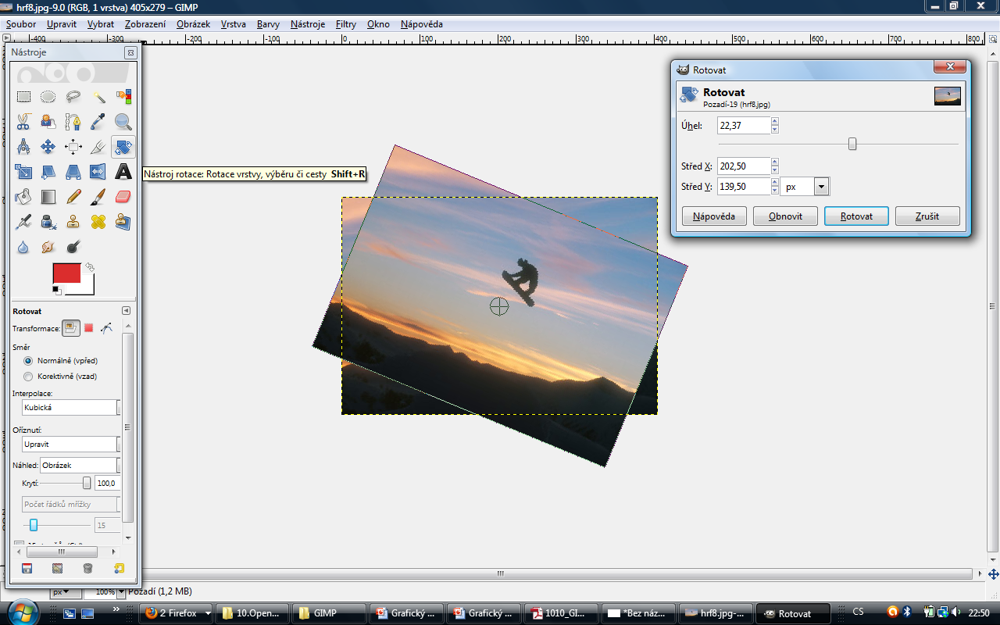 hrf8.jpg-9.0 (RGB, 1 vrstva) 405x279 – GIMP
Soubor Upravit Vybrat Zobrazení Obrázek Vrstva Barvy Nástroje Filtry Okno Nápověda
-400 -300 -200 -100 0 100 200 300 400 500 600 700 800
Nástroje
Nástroj rotace: Rotace vrstvy, výběru či cesty Shift+R
Rotovat
Transformace:
Směr
Normálně (vpřed)
Korektivně (vzad)
Interpolace:
Kubická
Oříznutí:
Upravit
Náhled: Obrázek
Krytí: 100,0
Počet řádků mřížky
15
Rotovat
Rotovat
Pozadí-19 (hrf8.jpg)
Úhel: 22,37
Střed X: 202,50
Střed Y: 139,50 px
Nápověda Obnovit Rotovat Zrušit
px 100% Pozadí (1,2 MB)
2 Firefox 10.Open... GIMP Grafický ... Grafický ... 1010_GI... *Bez náz... hrf8.jpg-... Rotovat CS 22:50